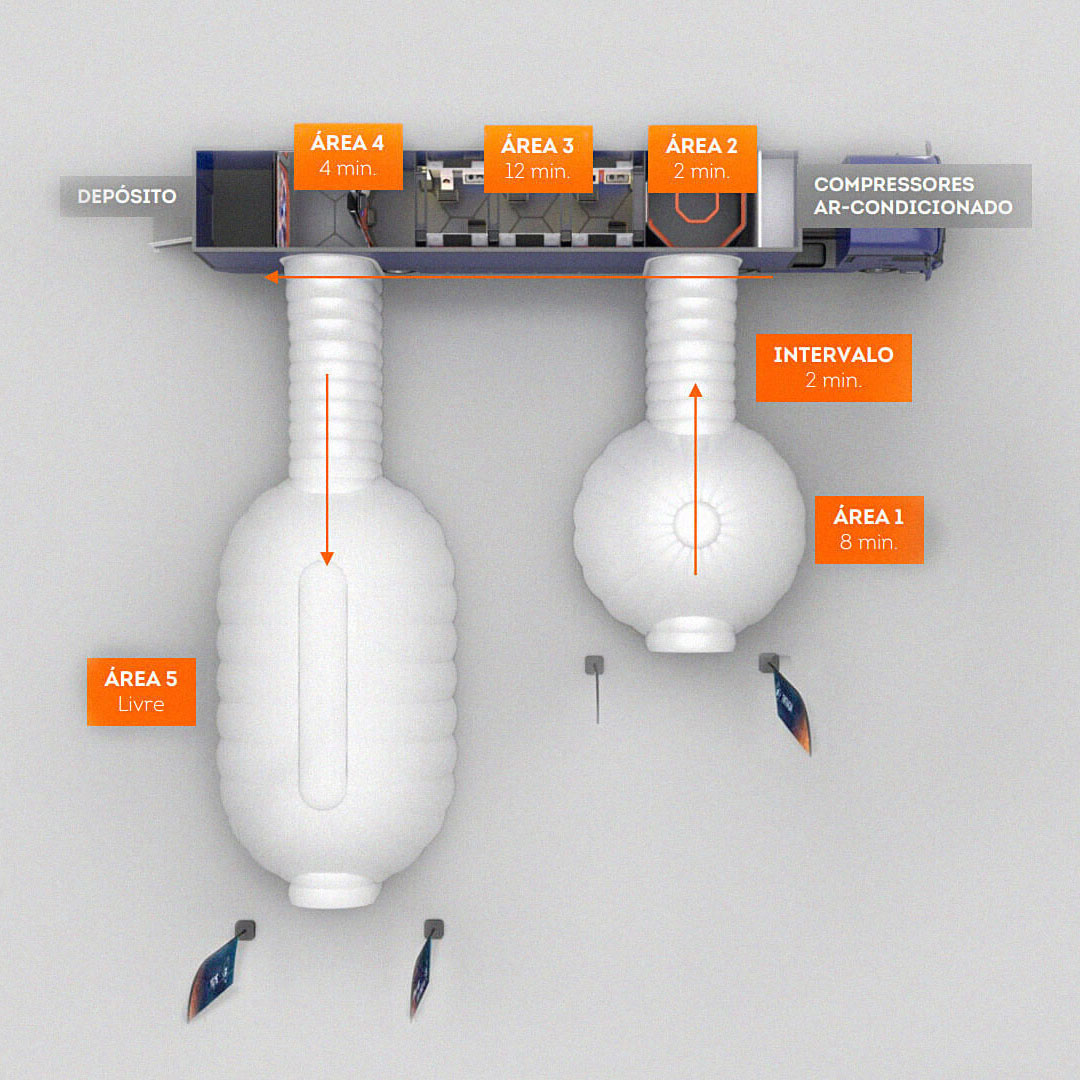 ÁREA 4
4 min.
ÁREA 3
12 min.
ÁREA 2
2 min.
DEPÓSITO
COMPRESSORES
AR-CONDICIONADO
INTERVALO
2 min.
ÁREA 1
8 min.
ÁREA 5
Livre